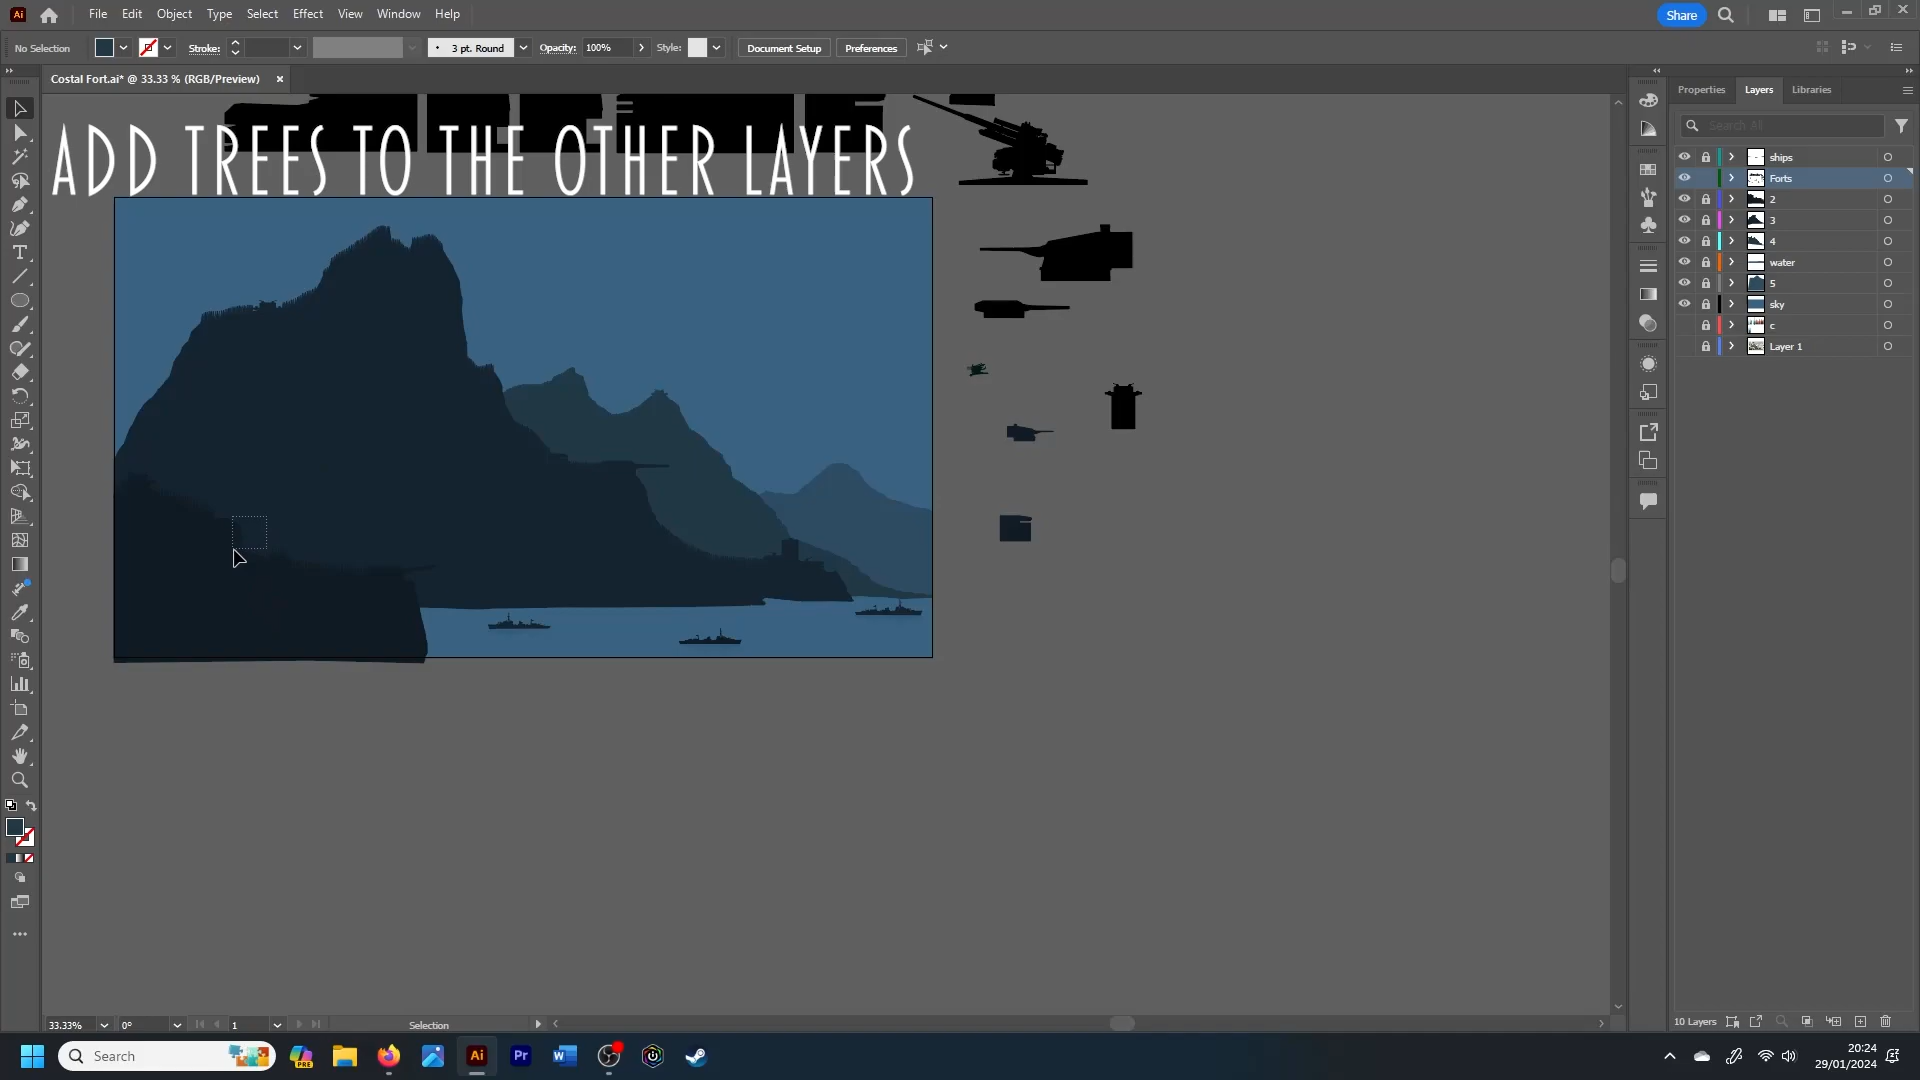 File Edit Object Type Select Effect View Window Help
Share
No Selection
Stroke:
3 pt. Round
Opacity: 100%
Style:
Document Setup
Preferences
Costal Fort.ai* @ 33.33 % (RGB/Preview)
ADD TREES TO THE OTHER LAYERS
Properties Layers Libraries
Search All
ships
Forts
2
3
4
water
5
sky
c
Layer 1
10 Layers
33.33%
0°
1
Selection
Search
20:24
29/01/2024